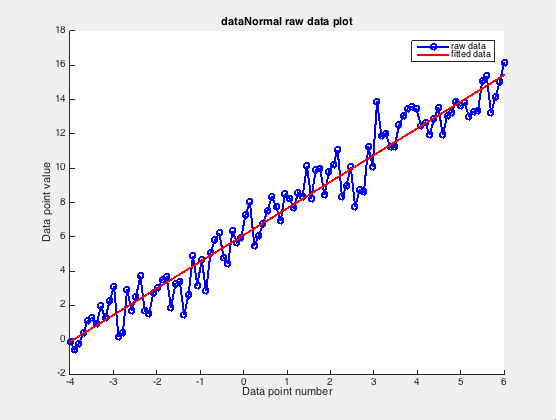 dataNormal raw data plot
raw data
fitted data
Data point value
18
16
14
12
10
8
6
4
2
0
-2
-4 -3 -2 -1 0 1 2 3 4 5 6
Data point number